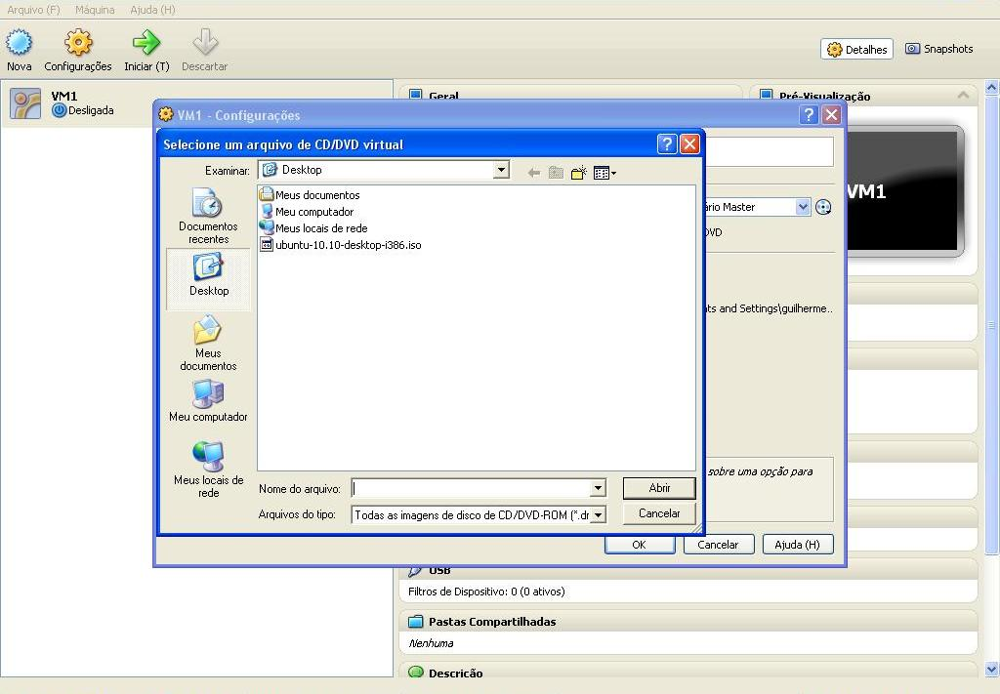 Arquivo (F) Máquina Ajuda (H)
Nova Configurações Iniciar (T) Descartar
Detalhes Snapshots
VM1
Desligada
Geral
Pré-Visualização
VM1 - Configurações
Selecione um arquivo de CD/DVD virtual
Examinar: Desktop
Documentos recentes
Desktop
Meus documentos
Meu computador
Meus locais de rede
Meus documentos
Meu computador
Meus locais de rede
ubuntu-10.10-desktop-i386.iso
Nome do arquivo:
Abrir
Arquivos do tipo: Todas as imagens de disco de CD/DVD-ROM (*.dr
Cancelar
ário Master
DVD
ts and Settings\guilherme..
sobre uma opção para
OK Cancelar Ajuda (H)
VM1
USB
Filtros de Dispositivo: 0 (0 ativos)
Pastas Compartilhadas
Nenhuma
Descrição